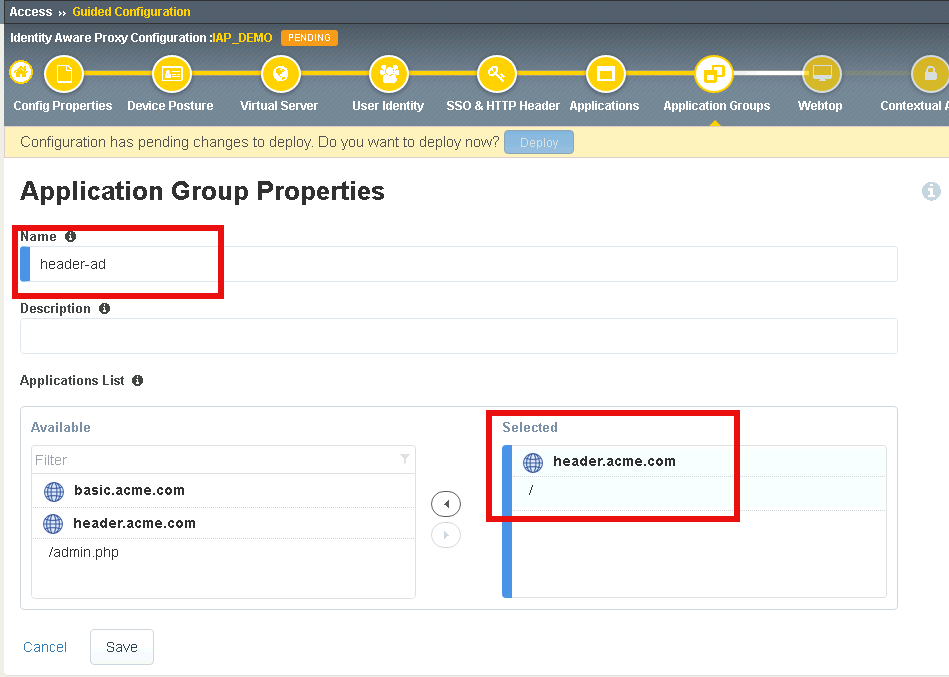 Access ›› Guided Configuration
Identity Aware Proxy Configuration :IAP_DEMO PENDING
Config Properties Device Posture Virtual Server User Identity SSO & HTTP Header Applications Application Groups Webtop Contextual A
Configuration has pending changes to deploy. Do you want to deploy now? Deploy
Application Group Properties
Name
header-ad
Description
Applications List
Available
Filter
basic.acme.com
header.acme.com
/admin.php
Selected
header.acme.com
/
Cancel Save